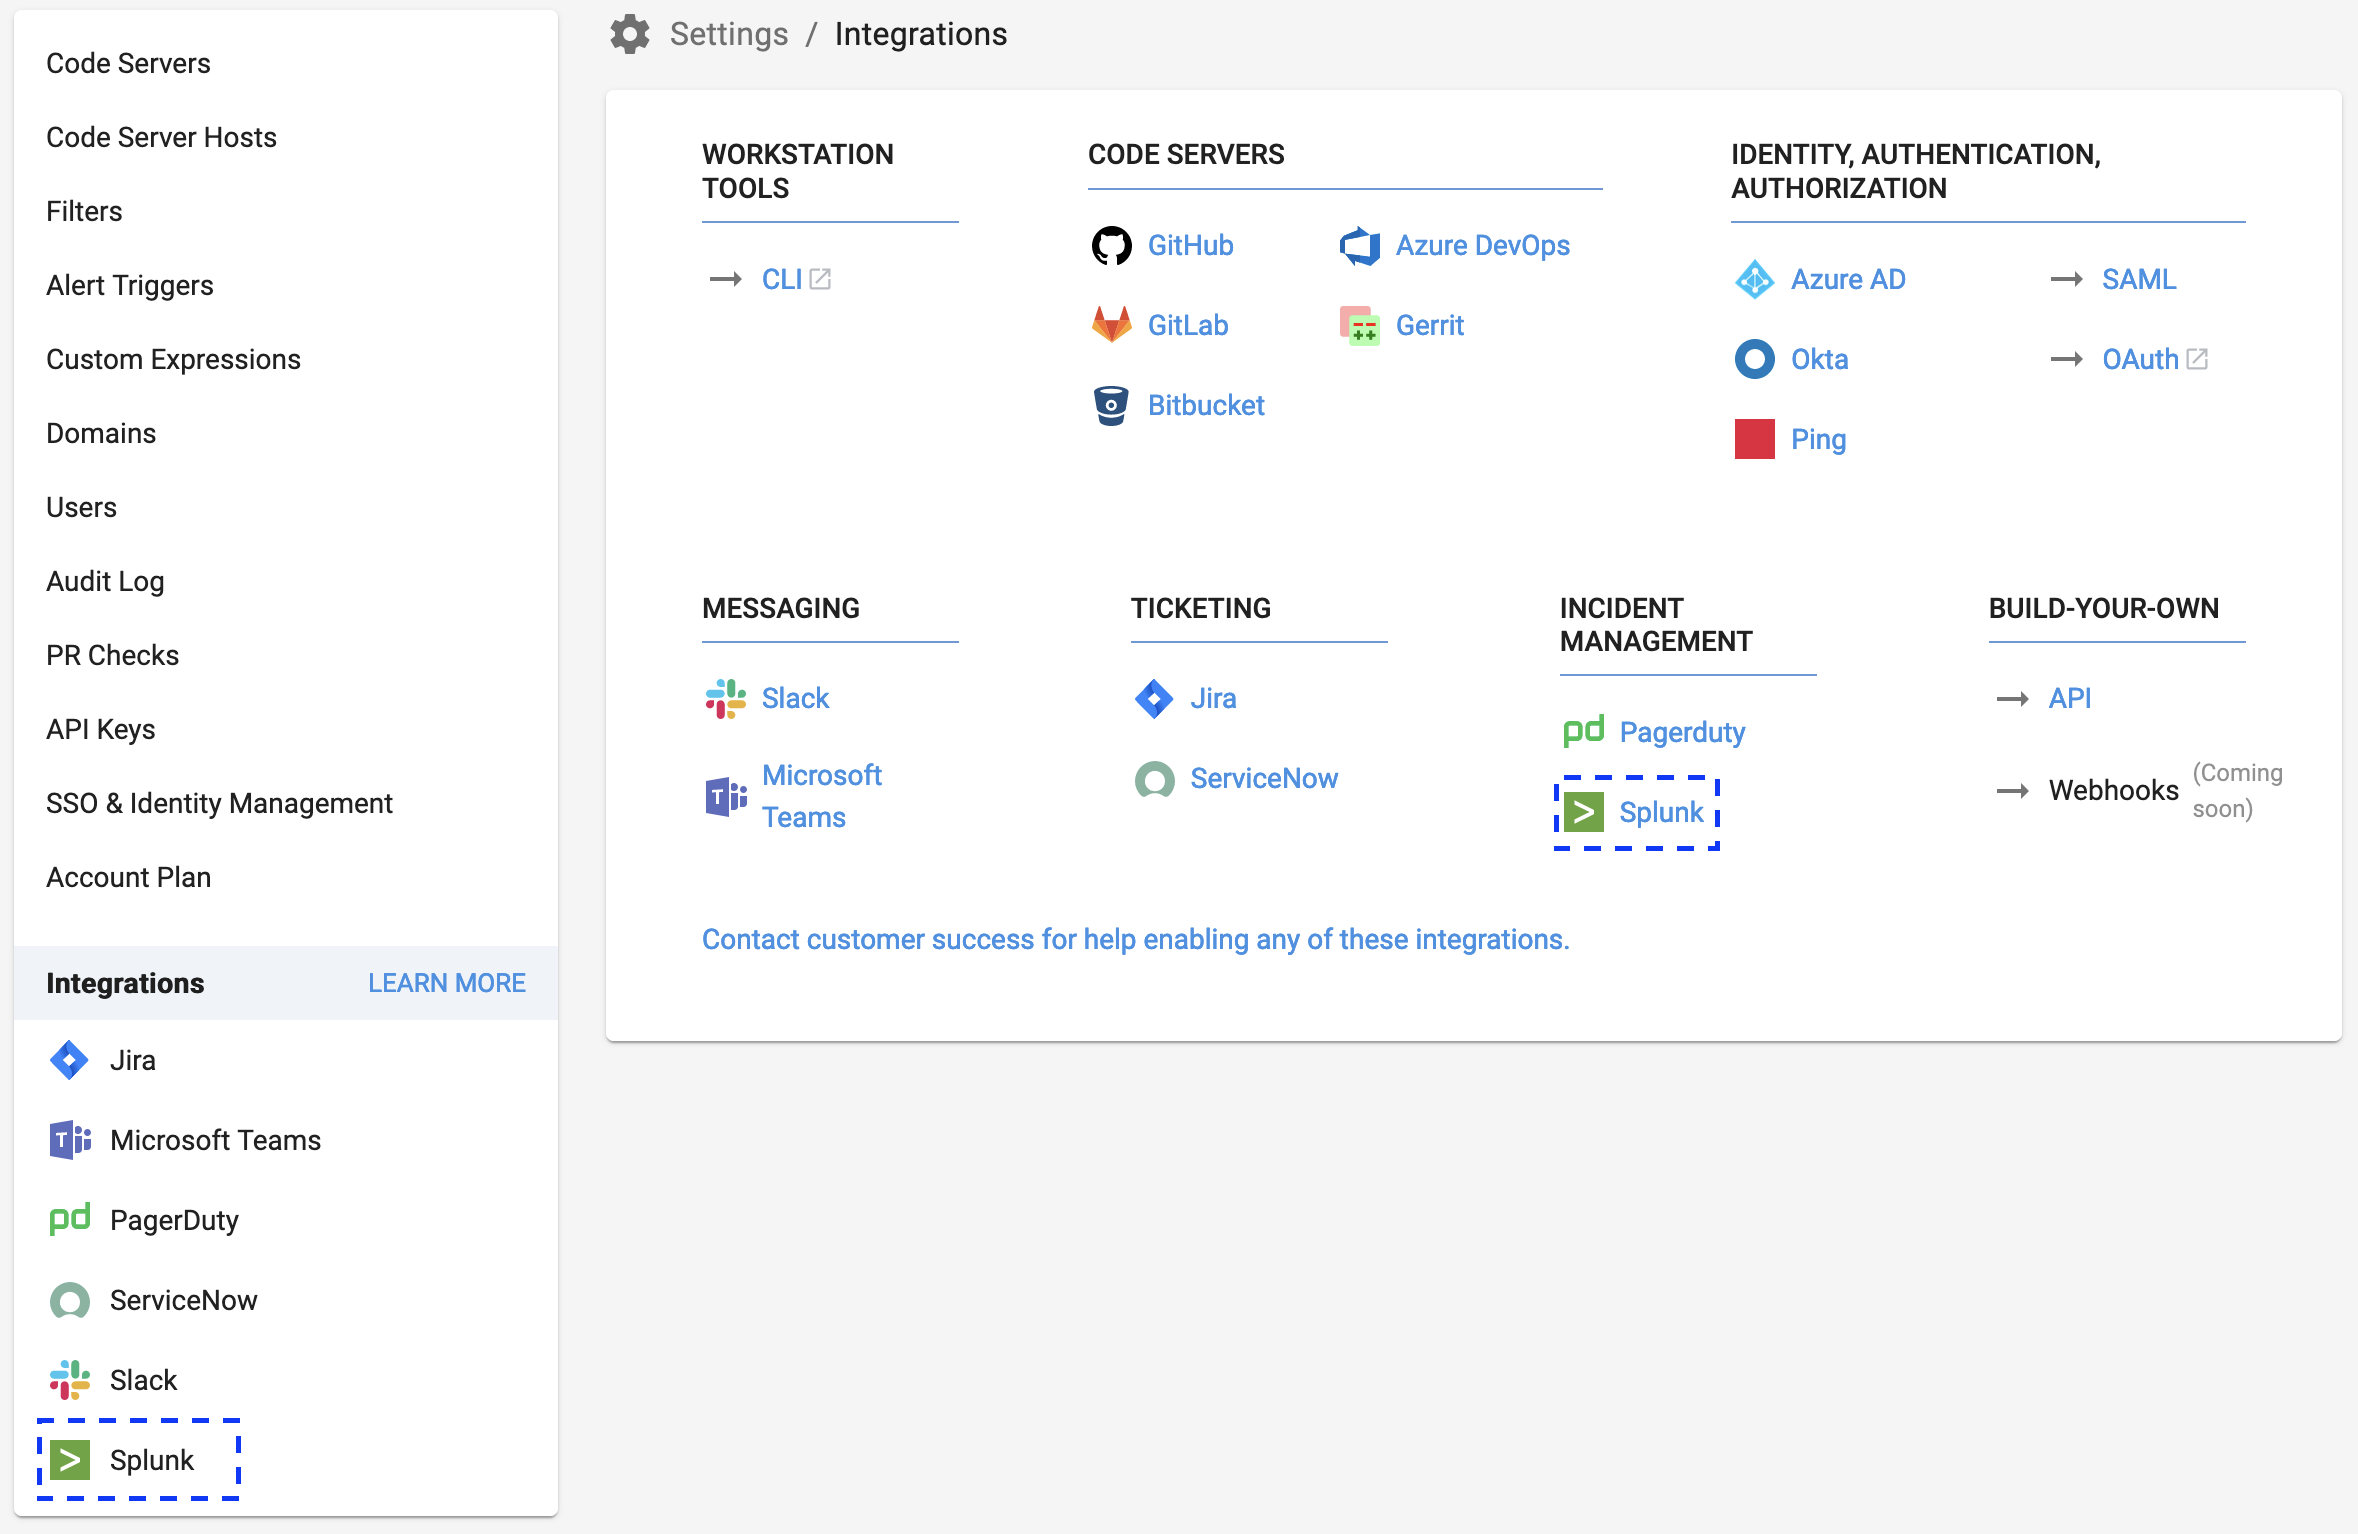 Code Servers
Code Server Hosts
Filters
Alert Triggers
Custom Expressions
Domains
Users
Audit Log
PR Checks
API Keys
SSO & Identity Management
Account Plan
Integrations LEARN MORE
Jira
Microsoft Teams
PagerDuty
ServiceNow
Slack
Splunk
Settings / Integrations
WORKSTATION
TOOLS
CLI
CODE SERVERS
GitHub
Azure DevOps
GitLab
Gerrit
Bitbucket
IDENTITY, AUTHENTICATION,
AUTHORIZATION
Azure AD
SAML
Okta
OAuth
Ping
MESSAGING
Slack
Microsoft
Teams
TICKETING
Jira
ServiceNow
INCIDENT
MANAGEMENT
Pagerduty
Splunk
BUILD-YOUR-OWN
API
Webhooks (Coming
soon)
Contact customer success for help enabling any of these integrations.